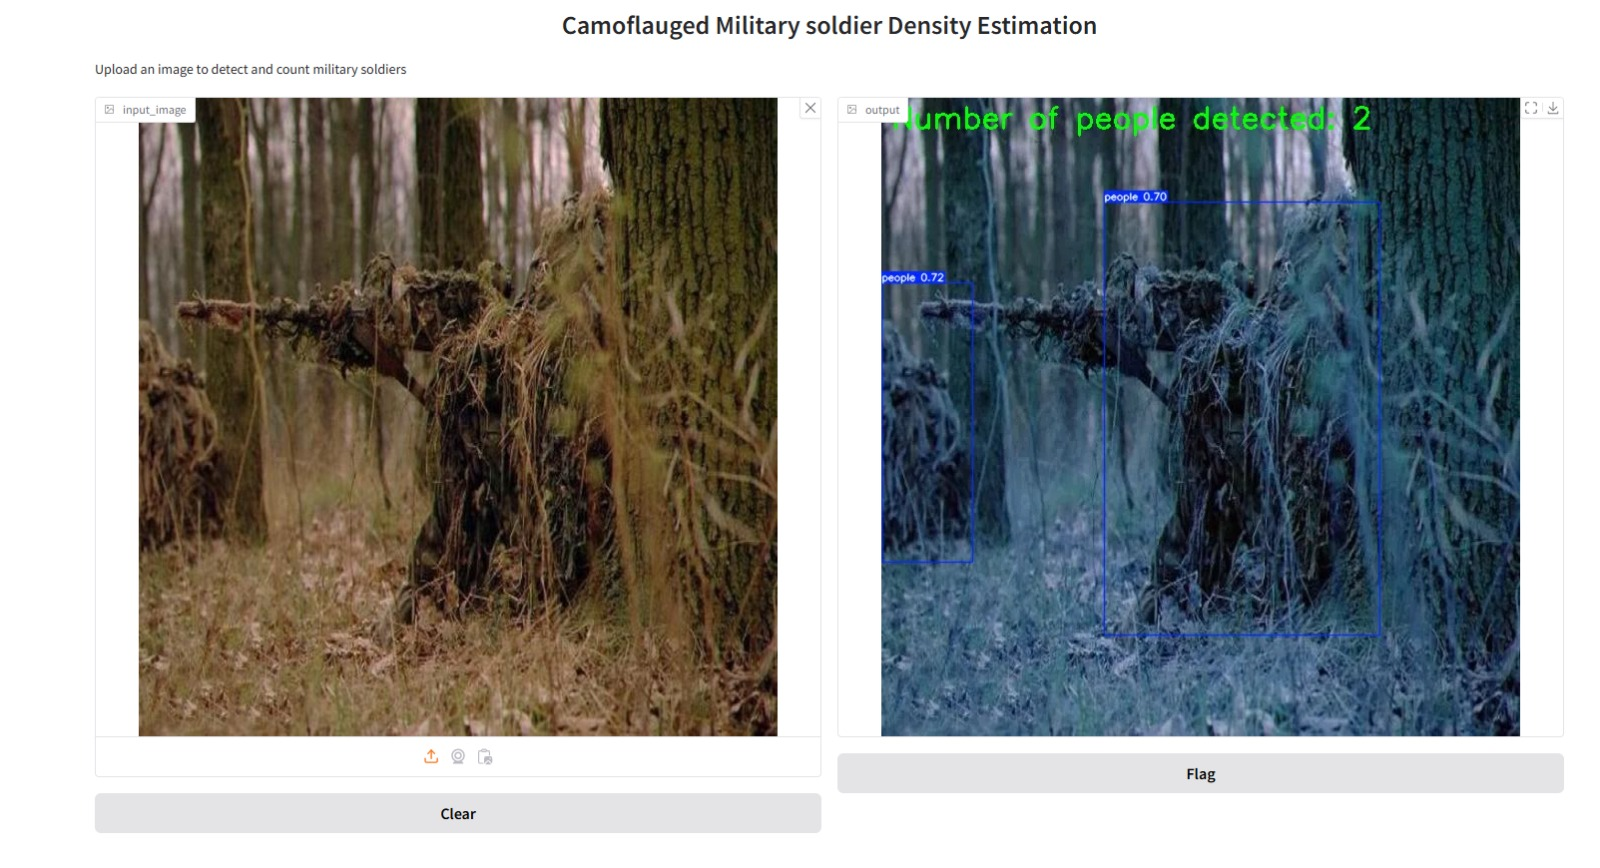 Camoflauged Military soldier Density Estimation
Upload an image to detect and count military soldiers
input_image
output
Number of people detected: 2
people 0.70
people 0.72
Flag
Clear